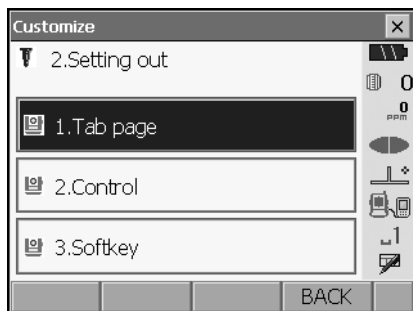 Customize
2.Setting out
0
0
ppm
1.Tab page
2.Control
1
3.Softkey
BACK